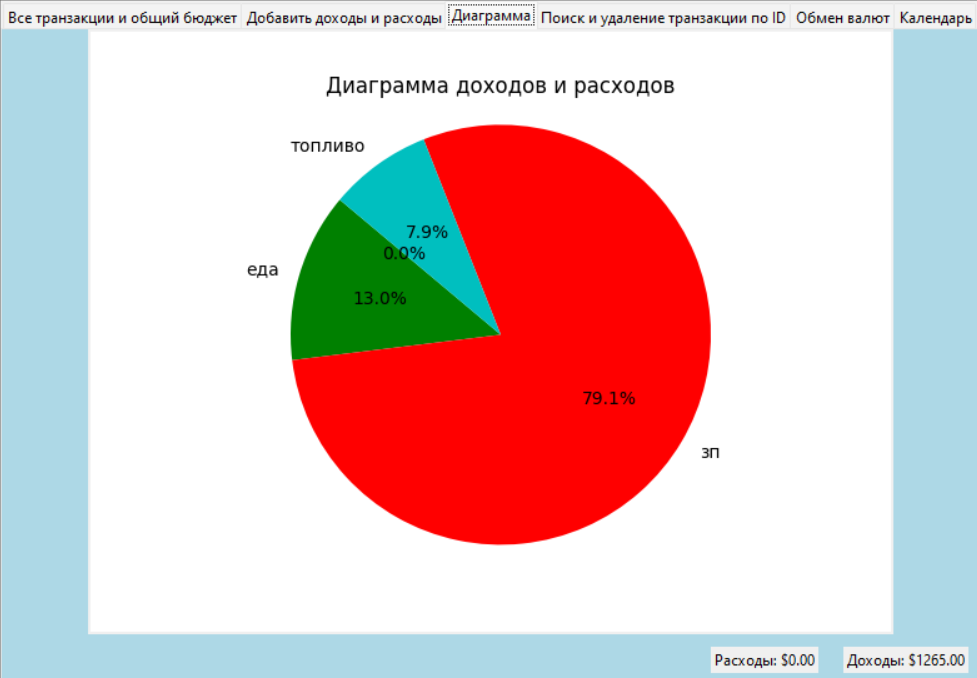 Все транзакции и общий бюджет
Добавить доходы и расходы
Диаграмма
Поиск и удаление транзакции по ID
Обмен валют
Календарь
Диаграмма доходов и расходов
топливо
7.9%
0.0%
еда
13.0%
79.1%
зп
Расходы: $0.00
Доходы: $1265.00